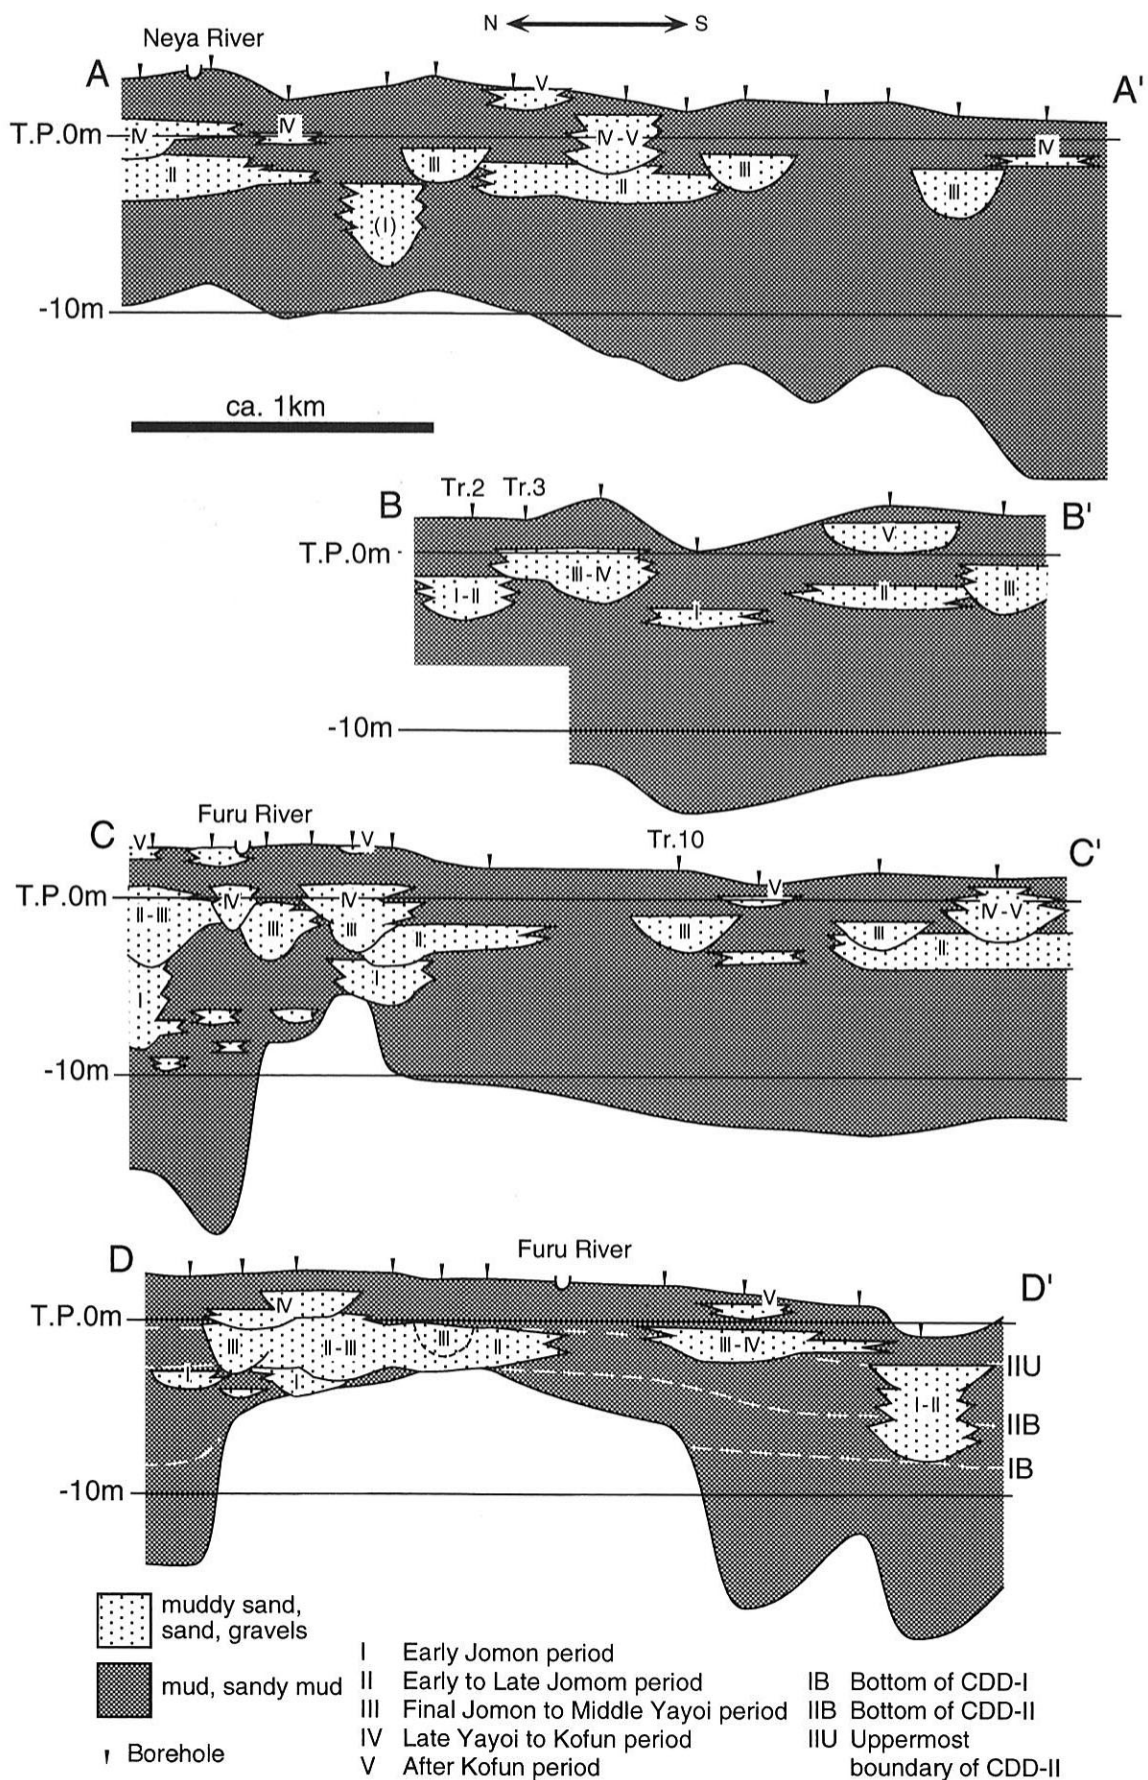 N S
Neya River
A A'
V
T.P.0m IV IV IV-V IV
II III II III III
(I)
-10m
ca. 1km
Tr.2 Tr.3
B B'
T.P.0m V
I-II III-IV I II III
-10m
Furu River
C V V Tr.10 C'
V
T.P.0m IV IV IV-V
II-III III III II III III II
I I
-10m
Furu River
D D'
T.P.0m IV V
III II-III III II III-IV IIU
I I I-II IIB
IB
-10m
muddy sand,
sand, gravels
mud, sandy mud
Borehole
I Early Jomon period
II Early to Late Jomom period
III Final Jomon to Middle Yayoi period
IV Late Yayoi to Kofun period
V After Kofun period
IB Bottom of CDD-I
IIB Bottom of CDD-II
IIU Uppermost
boundary of CDD-II